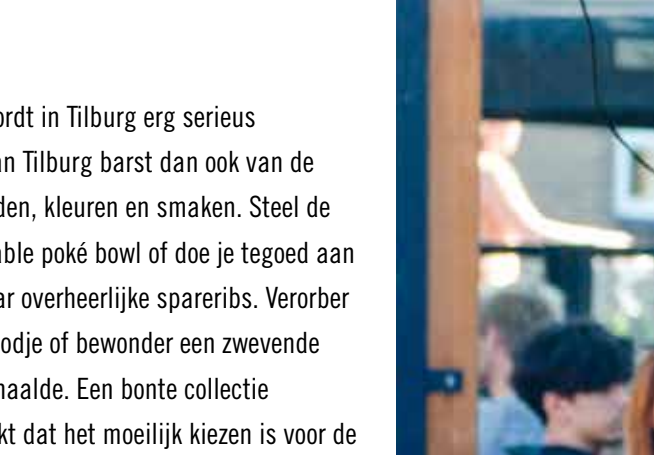 ordt in Tilburg erg serieus
an Tilburg barst dan ook van de
den, kleuren en smaken. Steel de
able poké bowl of doe je tegoed aan
ar overheerlijke spareribs. Verorber
odje of bewonder een zwevende
naalde. Een bonte collectie
kt dat het moeilijk kiezen is voor de